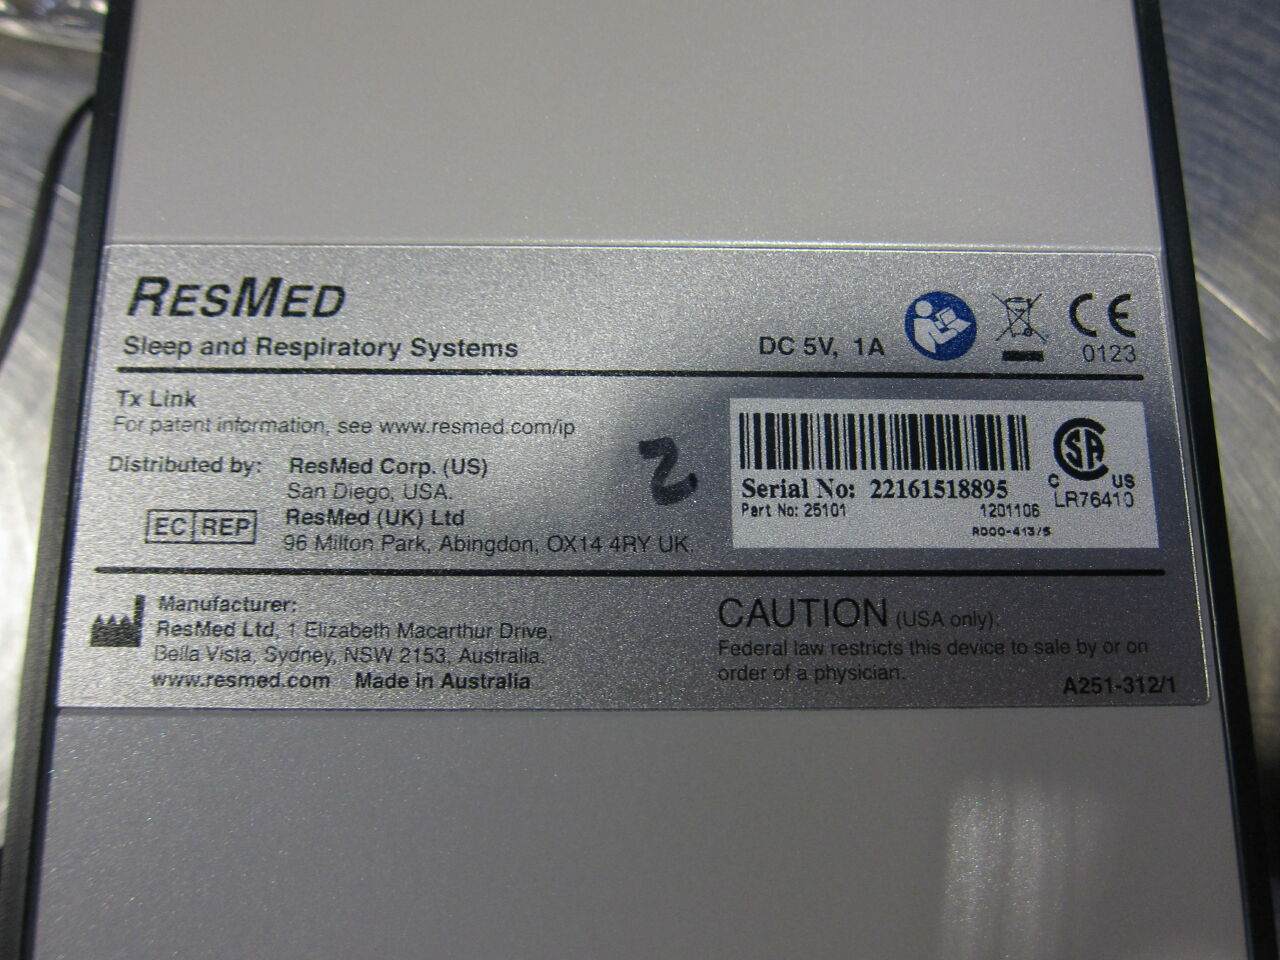 RESMED
Sleep and Respiratory Systems
DC 5V, 1A
0123
Tx Link
For patent information, see www.resmed.com/ip
Distributed by: ResMed Corp. (US)
San Diego, USA.
EC REP
ResMed (UK) Ltd
96 Milton Park, Abingdon, OX14 4RY UK.
2
Serial No: 22161518895
Part No: 25101
1201106
R000-413/5
C US
LR76410
Manufacturer:
ResMed Ltd, 1 Elizabeth Macarthur Drive,
Bella Vista, Sydney, NSW 2153, Australia.
www.resmed.com Made in Australia
CAUTION (USA only):
Federal law restricts this device to sale by or on
order of a physician.
A251-312/1